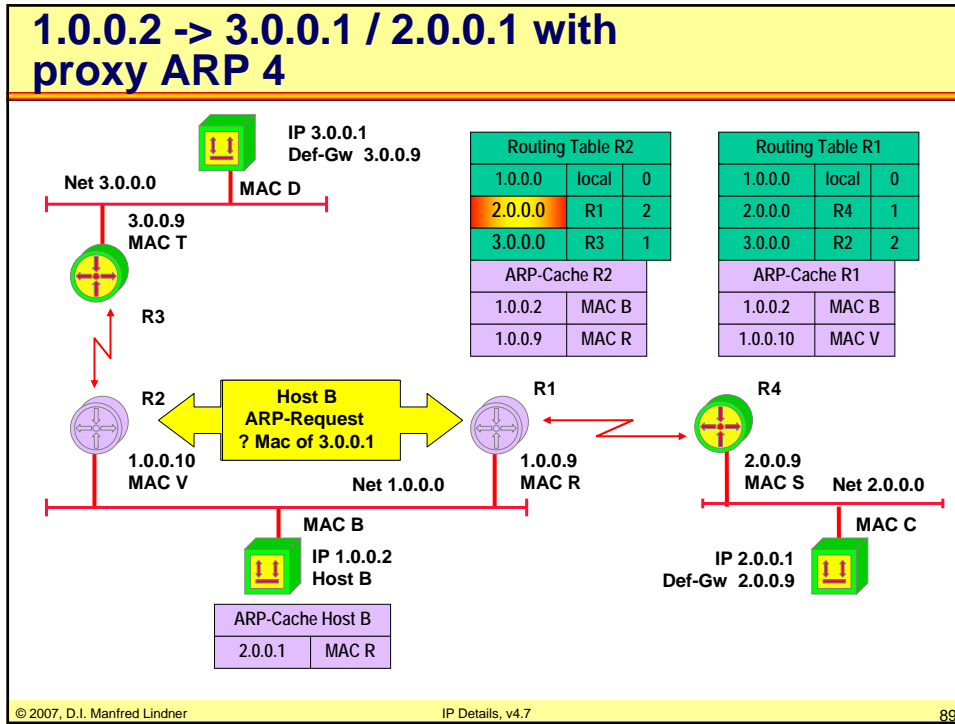 1.0.0.2 -> 3.0.0.1 / 2.0.0.1 with
proxy ARP 4
IP 3.0.0.1
Def-Gw 3.0.0.9
Net 3.0.0.0
MAC D
3.0.0.9
MAC T
R3
Routing Table R2
1.0.0.0 local 0
2.0.0.0 R1 2
3.0.0.0 R3 1
ARP-Cache R2
1.0.0.2 MAC B
1.0.0.9 MAC R
Routing Table R1
1.0.0.0 local 0
2.0.0.0 R4 1
3.0.0.0 R2 2
ARP-Cache R1
1.0.0.2 MAC B
1.0.0.10 MAC V
R2
Host B
ARP-Request
? Mac of 3.0.0.1
R1
R4
1.0.0.10
MAC V
Net 1.0.0.0
1.0.0.9
MAC R
2.0.0.9
MAC S
Net 2.0.0.0
MAC B
IP 1.0.0.2
Host B
MAC C
IP 2.0.0.1
Def-Gw 2.0.0.9
ARP-Cache Host B
2.0.0.1 MAC R
© 2007, D.I. Manfred Lindner
IP Details, v4.7
89